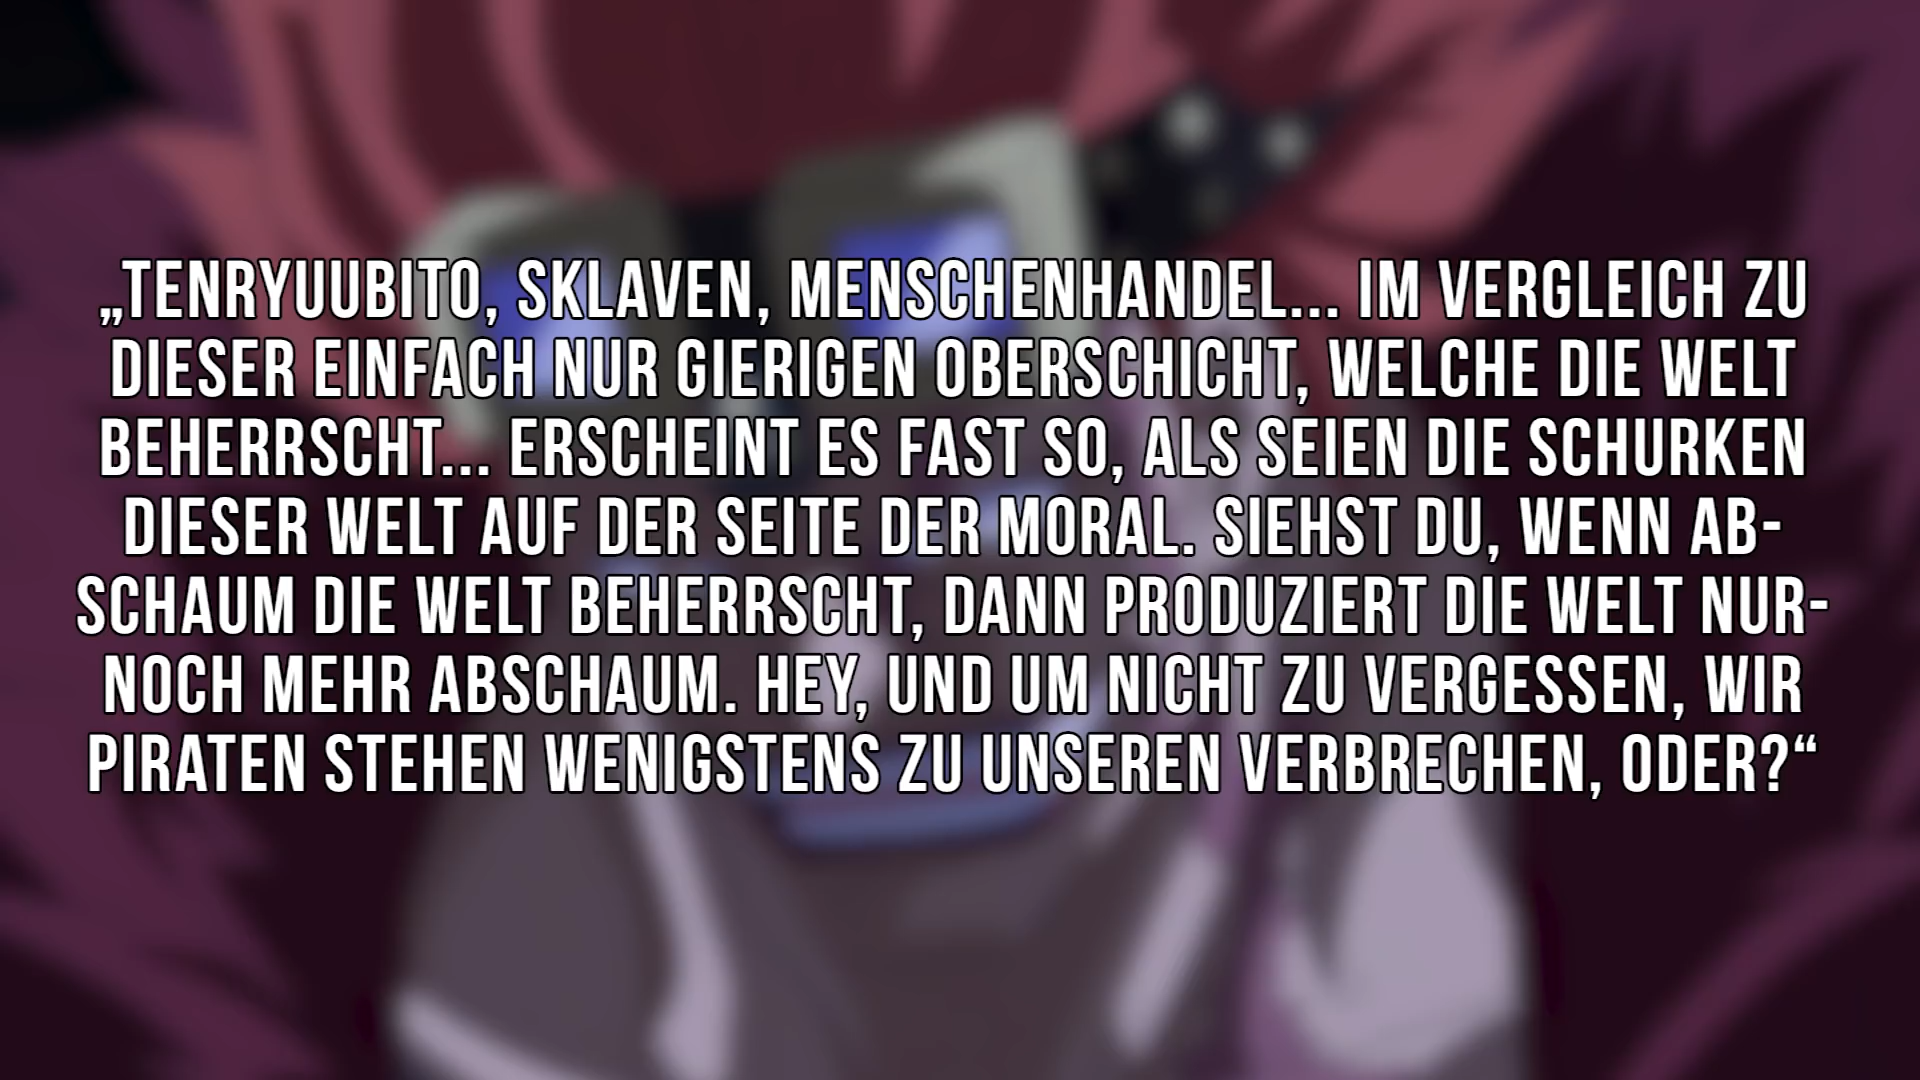 „TENRYUUBITO, SKLAVEN, MENSCHENHANDEL... IM VERGLEICH ZU
DIESER EINFACH NUR GIERIGEN OBERSCHICHT, WELCHE DIE WELT
BEHERRSCHT... ERSCHEINT ES FAST SO, ALS SEIEN DIE SCHURKEN
DIESER WELT AUF DER SEITE DER MORAL. SIEHST DU, WENN AB-
SCHAUM DIE WELT BEHERRSCHT, DANN PRODUZIERT DIE WELT NUR-
NOCH MEHR ABSCHAUM. HEY, UND UM NICHT ZU VERGESSEN, WIR
PIRATEN STEHEN WENIGSTENS ZU UNSEREN VERBRECHEN, ODER?“